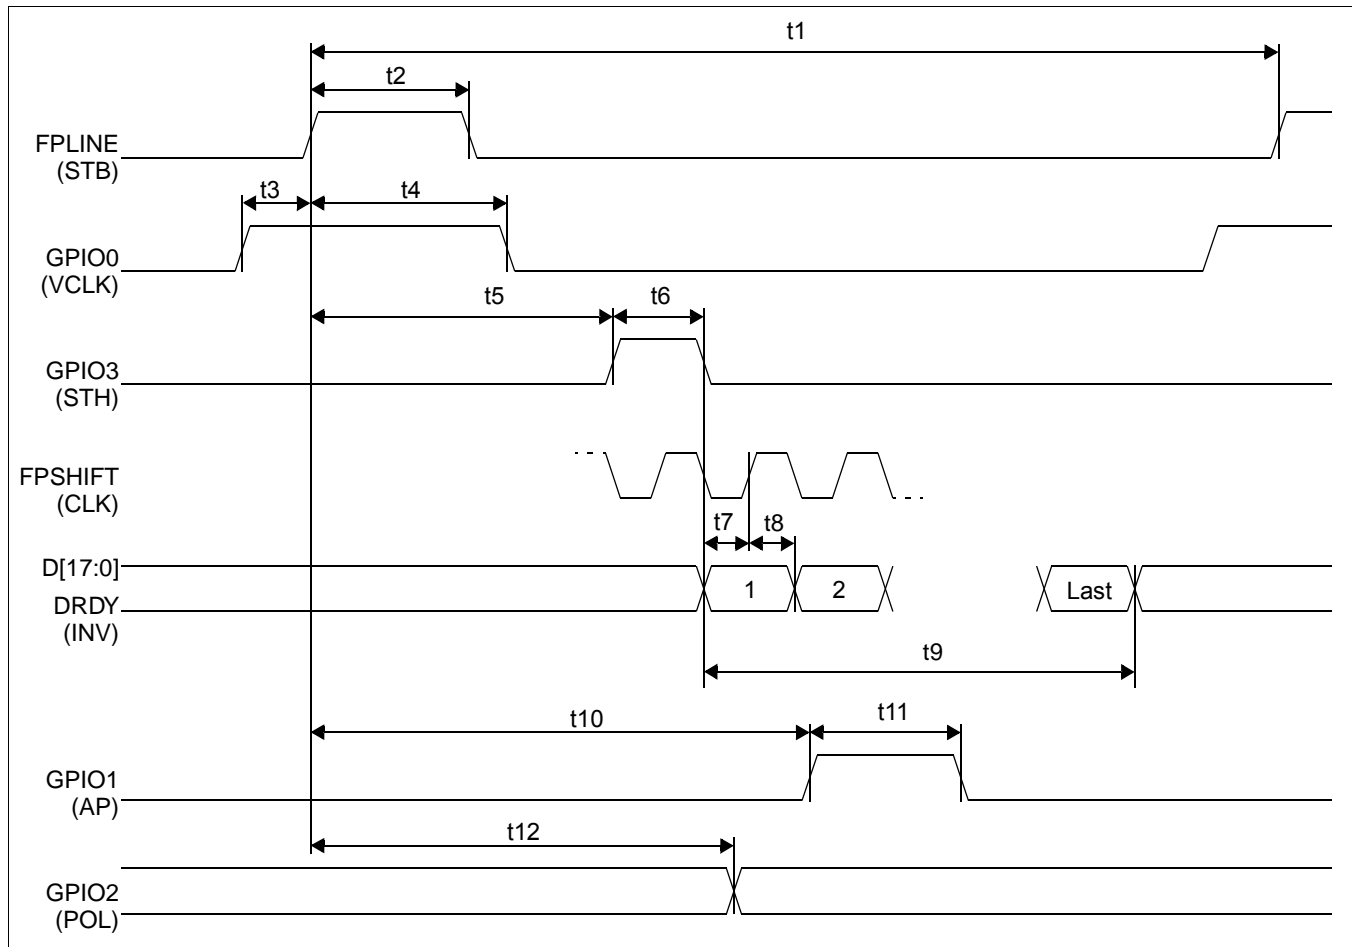 t1
t2
FPLINE
(STB)
t3
t4
GPIO0
(VCLK)
t5
t6
GPIO3
(STH)
FPSHIFT
(CLK)
t7
t8
D[17:0]
1
2
Last
DRDY
(INV)
t9
t10
t11
GPIO1
(AP)
t12
GPIO2
(POL)